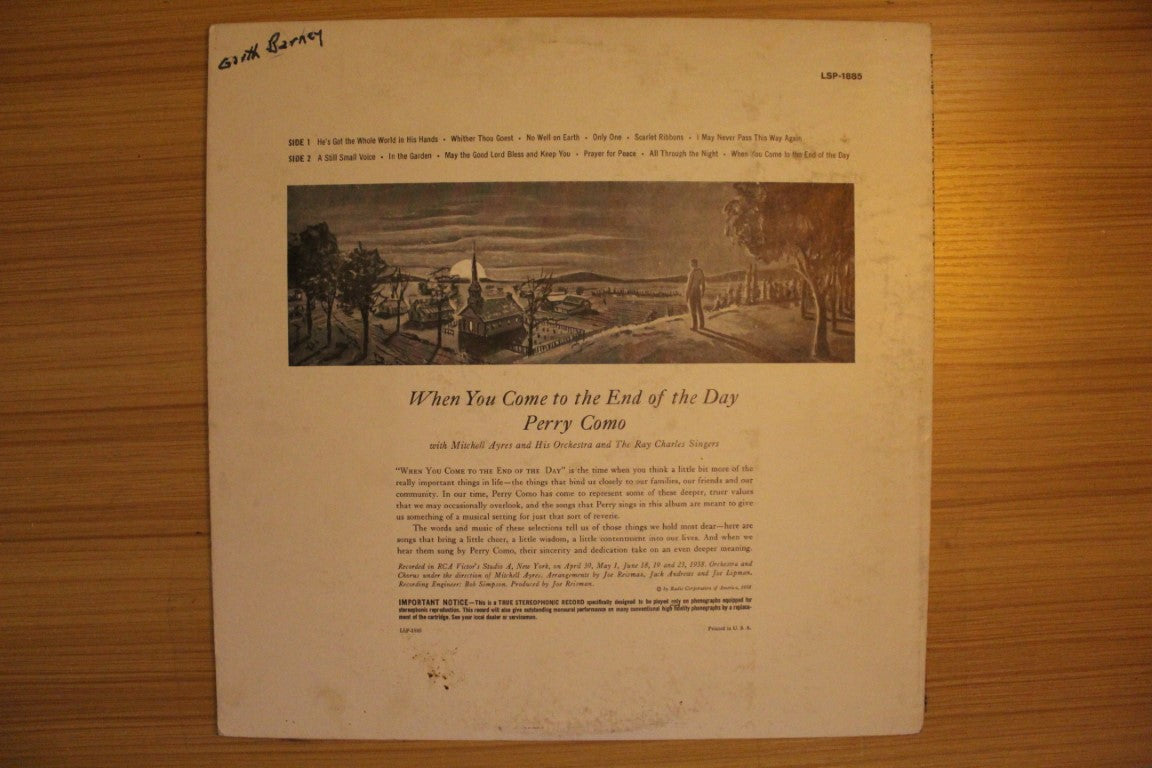 Garth Barney
LSP-1885
SIDE 1 He's Got the Whole World in His Hands • Whither Thou Goest • No Well on Earth • Only One • Scarlet Ribbons • I May Never Pass This Way Again
SIDE 2 A Still Small Voice • In the Garden • May the Good Lord Bless and Keep You • Prayer for Peace • All Through the Night • When You Come to the End of the Day
When You Come to the End of the Day
Perry Como
with Mitchell Ayres and His Orchestra and The Ray Charles Singers
"WHEN YOU COME TO THE END OF THE DAY" is the time when you think a little bit more of the
really important things in life—the things that bind us closely to our families, our friends and our
community. In our time, Perry Como has come to represent some of these deeper, truer values
that we may occasionally overlook, and the songs that Perry sings in this album are meant to give
us something of a musical setting for just that sort of reverie.
The words and music of these selections tell us of those things we hold most dear—here are
songs that bring a little cheer, a little wisdom, a little contentment into our lives. And when we
hear them sung by Perry Como, their sincerity and dedication take on an even deeper meaning.
Recorded in RCA Victor's Studio A, New York, on April 30, May 1, June 18, 19 and 23, 1958. Orchestra and
Chorus under the direction of Mitchell Ayres. Arrangements by Joe Reisman, Jack Andrews and Joe Lipman.
Recording Engineer: Bob Simpson. Produced by Joe Reisman.
© by Radio Corporation of America, 1958
IMPORTANT NOTICE—This is a TRUE STEREOPHONIC RECORD specifically designed to be played only on phonographs equipped for
stereophonic reproduction. This record will also give outstanding monaural performance on many conventional high fidelity phonographs by a replace-
ment of the cartridge. See your local dealer or serviceman.
LSP-1885
Printed in U. S. A.